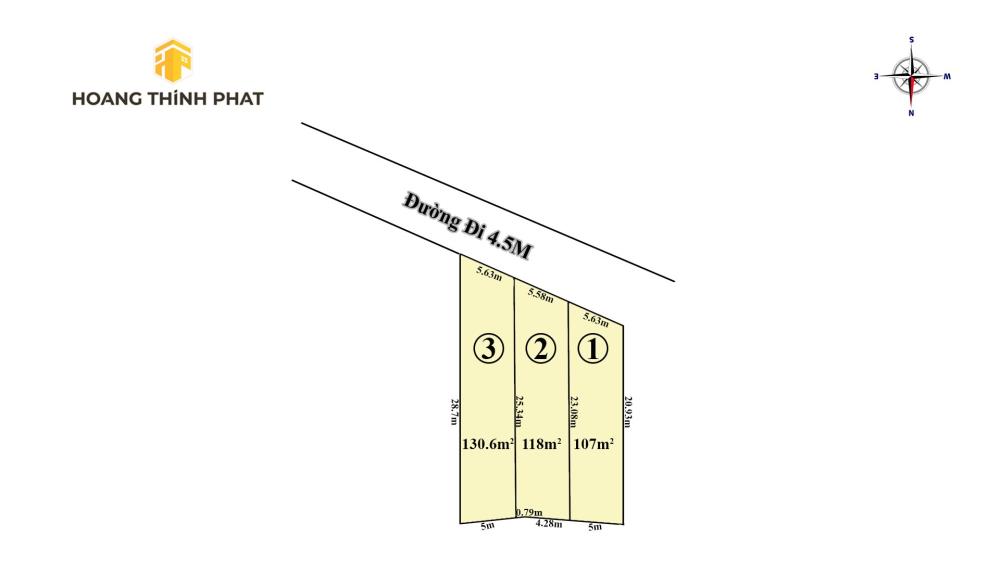 HOANG THÍNH PHAT
S
E
W
N
Đường Đi 4.5M
5.63m
5.58m
5.63m
3
2
1
28.7m
25.34m
23.08m
20.93m
130.6m²
118m²
107m²
0.79m
5m
4.28m
5m